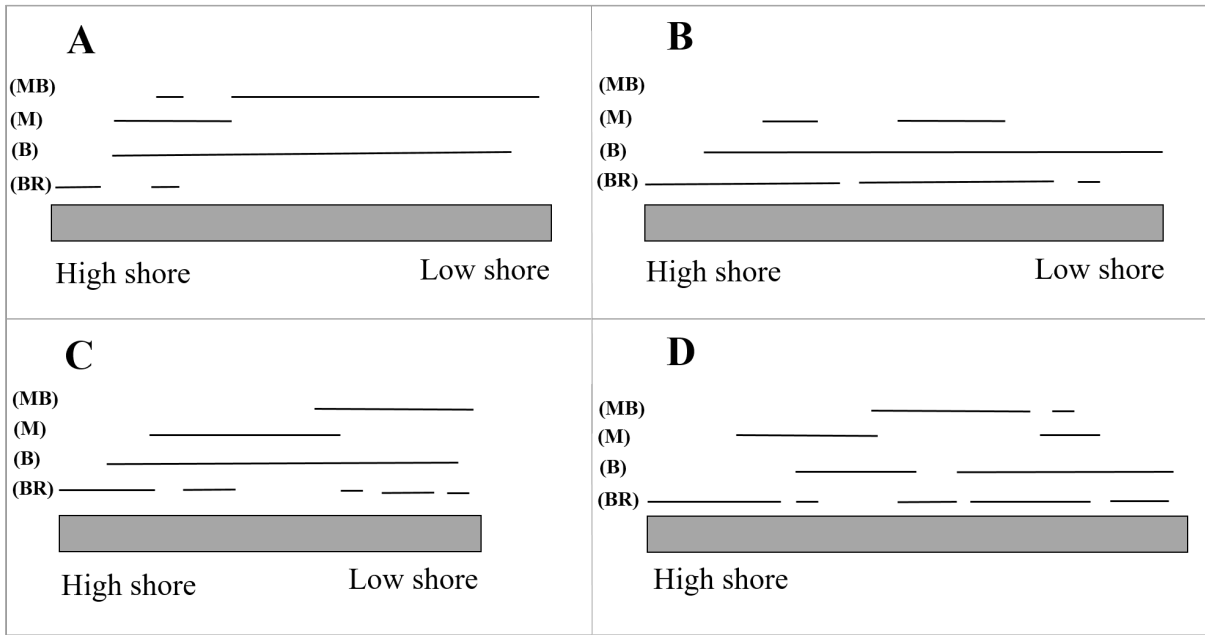 A
(MB)
(M)
(B)
(BR)
High shore
Low shore
B
(MB)
(M)
(B)
(BR)
High shore
Low shore
C
(MB)
(M)
(B)
(BR)
High shore
Low shore
D
(MB)
(M)
(B)
(BR)
High shore